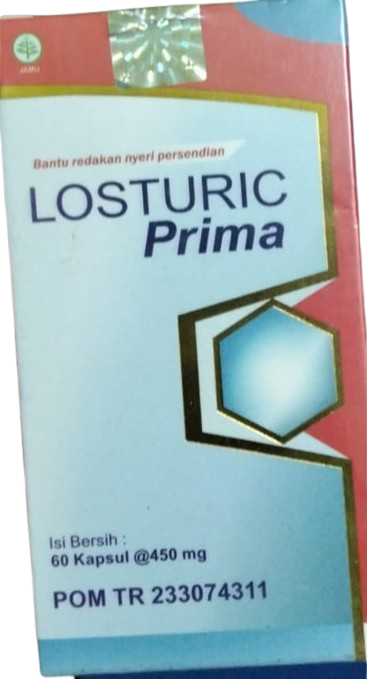 JAMU
Bantu redakan nyeri persendian
LOSTURIC
Prima
Isi Bersih :
60 Kapsul @450 mg
POM TR 233074311